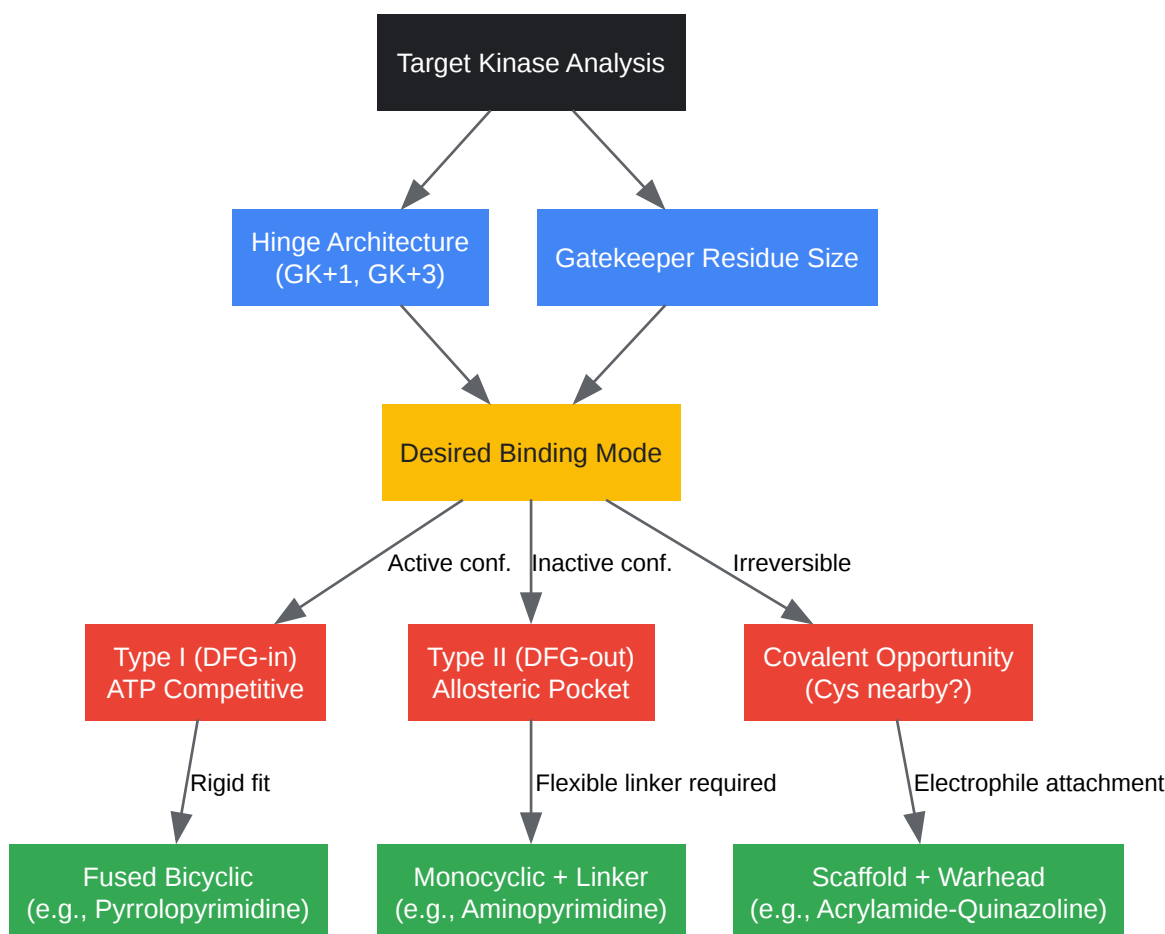 Target Kinase Analysis
Hinge Architecture
(GK+1, GK+3)
Gatekeeper Residue Size
Desired Binding Mode
Active conf.
Inactive conf.
Irreversible
Type I (DFG-in)
ATP Competitive
Type II (DFG-out)
Allosteric Pocket
Covalent Opportunity
(Cys nearby?)
Rigid fit
Flexible linker required
Electrophile attachment
Fused Bicyclic
(e.g., Pyrrolopyrimidine)
Monocyclic + Linker
(e.g., Aminopyrimidine)
Scaffold + Warhead
(e.g., Acrylamide-Quinazoline)